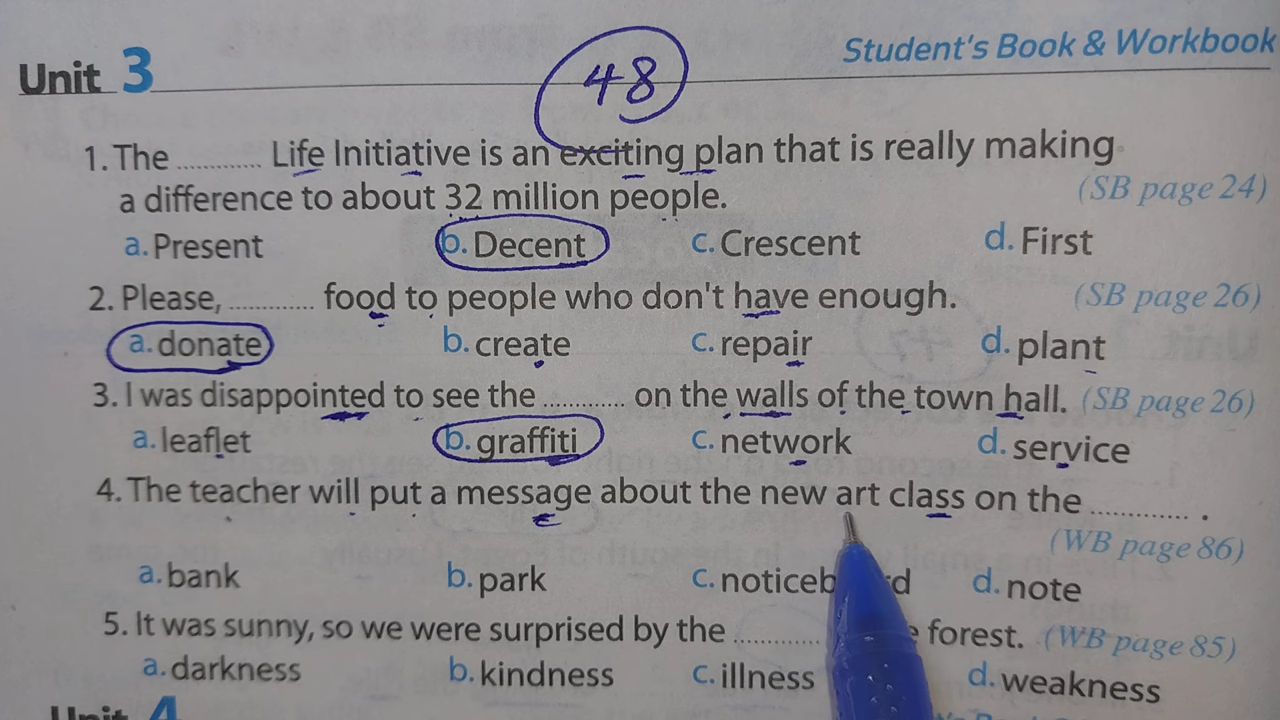 Unit 3
48
Student's Book & Workbook
1. The ............ Life Initiative is an exciting plan that is really making
a difference to about 32 million people.
(SB page 24)
a. Present b. Decent c. Crescent d. First
2. Please, ............ food to people who don't have enough. (SB page 26)
a. donate b. create c. repair d. plant
3. I was disappointed to see the ............ on the walls of the town hall. (SB page 26)
a. leaflet b. graffiti c. network d. service
4. The teacher will put a message about the new art class on the .............. .
(WB page 86)
a. bank b. park d. note
5. It was sunny, so we were surprised by the ............ forest. (WB page 85)
a. darkness b. kindness c. illness d. weakness
Unit 4